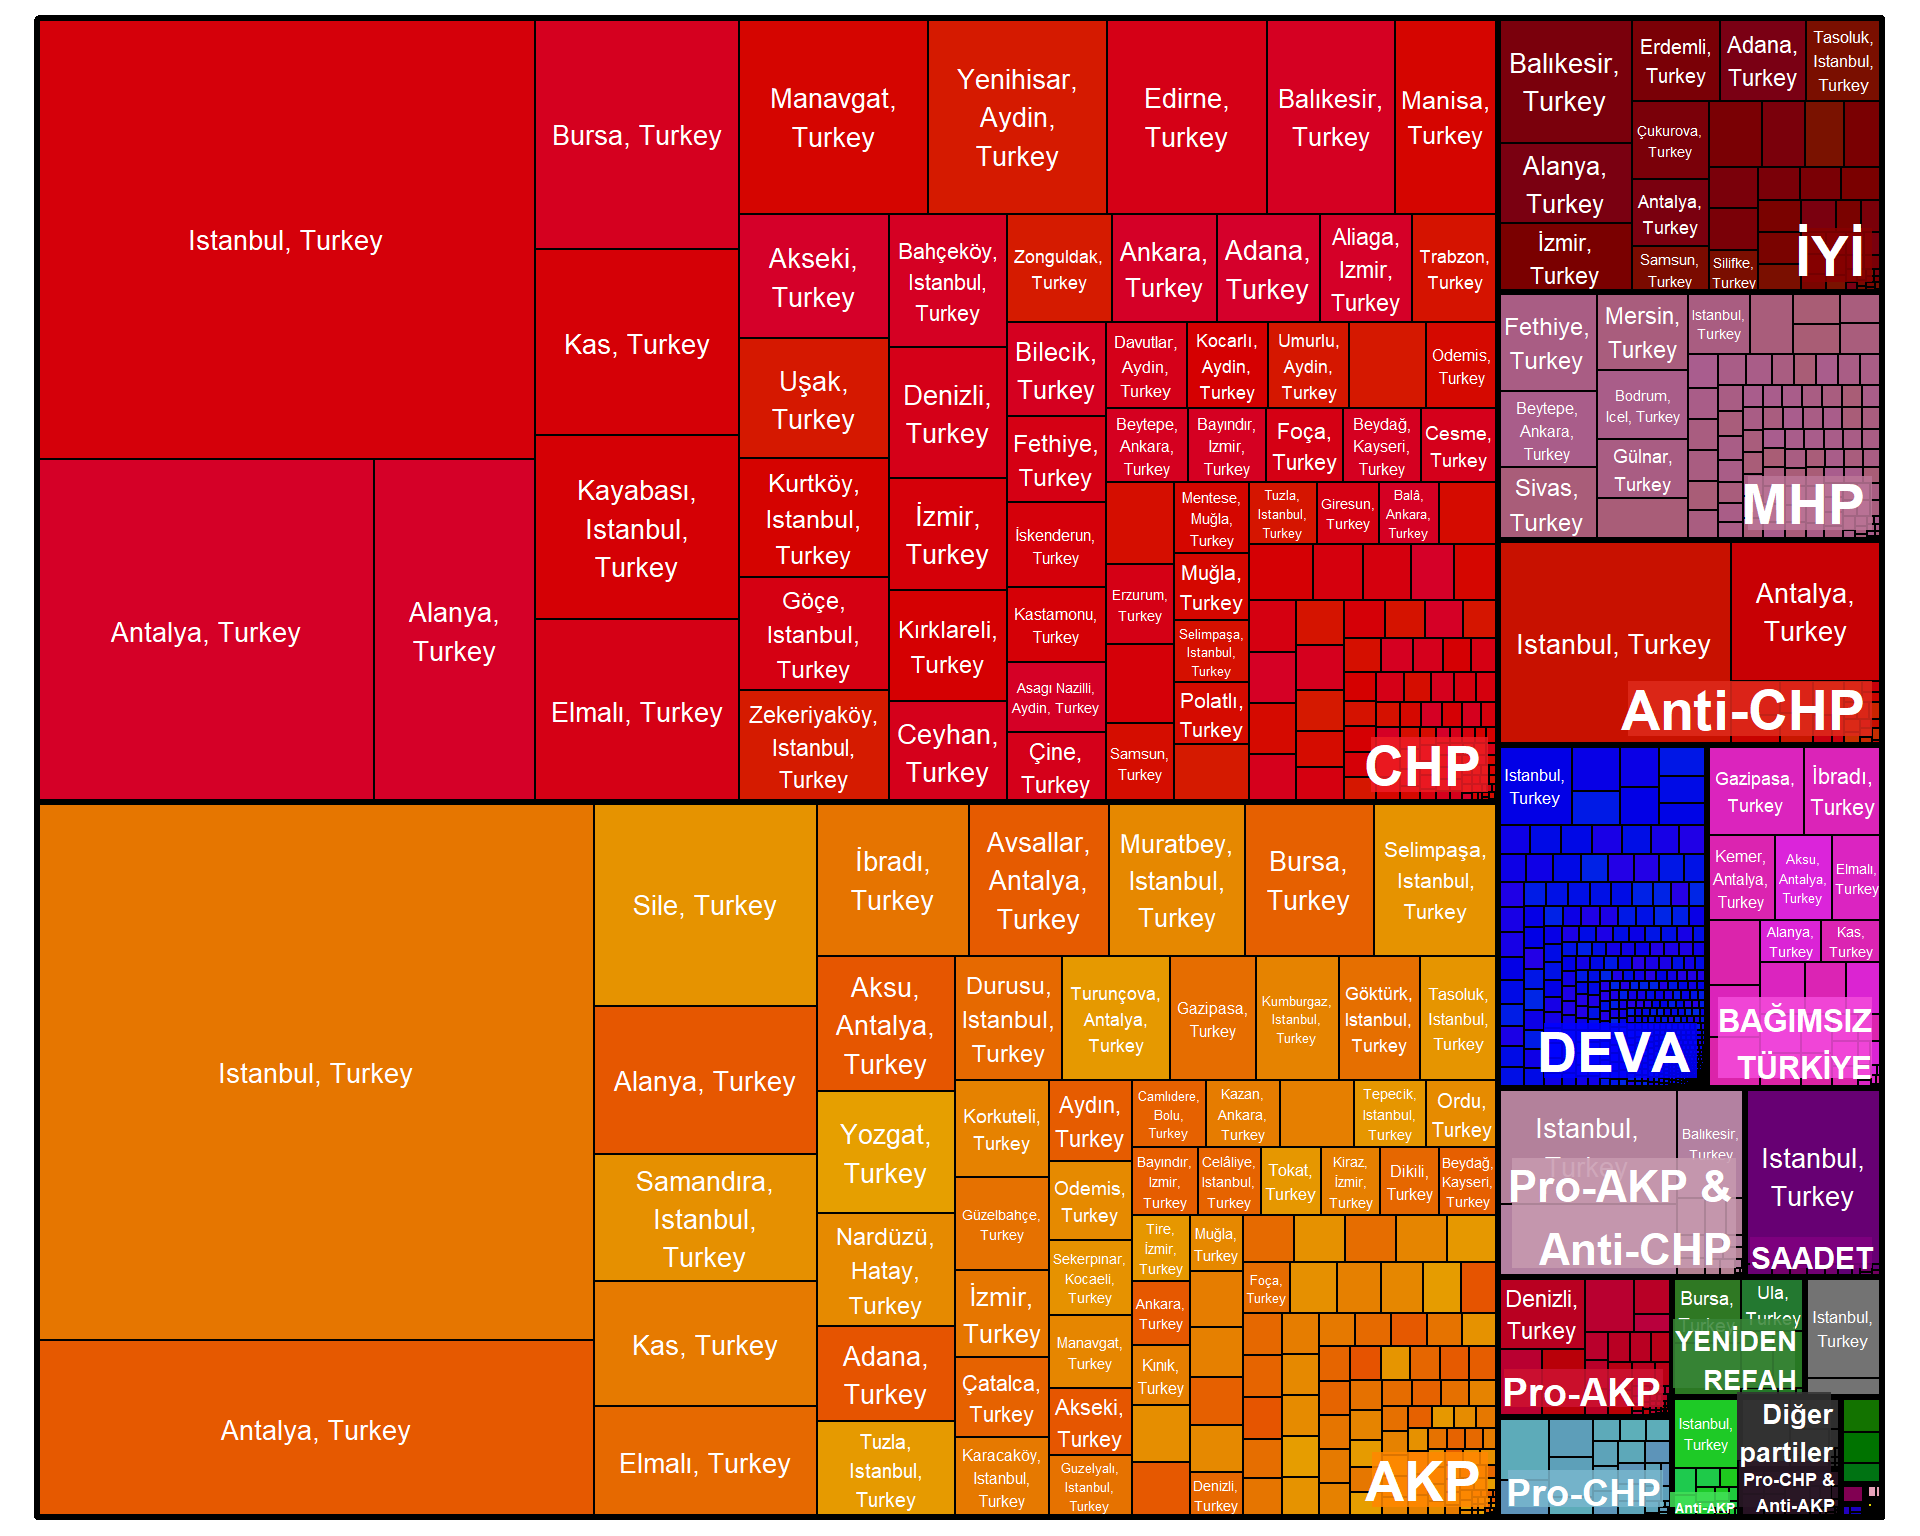 Istanbul, Turkey
Antalya, Turkey
Alanya,
Turkey
Bursa, Turkey
Kas, Turkey
Kayabası,
Istanbul,
Turkey
Elmalı, Turkey
Manavgat,
Turkey
Yenihisar,
Aydin,
Turkey
Edirne,
Turkey
Balıkesir,
Turkey
Manisa,
Turkey
Akseki,
Turkey
Uşak,
Turkey
Kurtköy,
Istanbul,
Turkey
Göçe,
Istanbul,
Turkey
Zekeriyaköy,
Istanbul,
Turkey
Bahçeköy,
Istanbul,
Turkey
Denizli,
Turkey
İzmir,
Turkey
Kırklareli,
Turkey
Ceyhan,
Turkey
Zonguldak,
Turkey
Ankara,
Turkey
Adana,
Turkey
Aliaga,
Izmir,
Turkey
Trabzon,
Turkey
Bilecik,
Turkey
Fethiye,
Turkey
İskenderun,
Turkey
Kastamonu,
Turkey
Asagı Nazilli,
Aydin, Turkey
Çine,
Turkey
Davutlar,
Aydin,
Turkey
Kocarlı,
Aydin,
Turkey
Umurlu,
Aydin,
Turkey
Odemis,
Turkey
Beytepe,
Ankara,
Turkey
Bayındır,
Izmir,
Turkey
Foça,
Turkey
Beydağ,
Kayseri,
Turkey
Cesme,
Turkey
Erzurum,
Turkey
Samsun,
Turkey
Mentese,
Muğla,
Turkey
Muğla,
Turkey
Selimpaşa,
Istanbul,
Turkey
Polatlı,
Turkey
Tuzla,
Istanbul,
Turkey
Giresun,
Turkey
Balâ,
Ankara,
Turkey
CHP
Istanbul, Turkey
Antalya, Turkey
Sile, Turkey
Alanya, Turkey
Samandıra,
Istanbul,
Turkey
Kas, Turkey
Elmalı, Turkey
İbradı,
Turkey
Avsallar,
Antalya,
Turkey
Muratbey,
Istanbul,
Turkey
Bursa,
Turkey
Selimpaşa,
Istanbul,
Turkey
Aksu,
Antalya,
Turkey
Yozgat,
Turkey
Nardüzü,
Hatay,
Turkey
Adana,
Turkey
Tuzla,
Istanbul,
Turkey
Durusu,
Istanbul,
Turkey
Turunçova,
Antalya,
Turkey
Gazipasa,
Turkey
Kumburgaz,
Istanbul,
Turkey
Göktürk,
Istanbul,
Turkey
Tasoluk,
Istanbul,
Turkey
Korkuteli,
Turkey
Güzelbahçe,
Turkey
İzmir,
Turkey
Çatalca,
Turkey
Karacaköy,
Istanbul,
Turkey
Aydın,
Turkey
Odemis,
Turkey
Sekerpınar,
Kocaeli,
Turkey
Manavgat,
Turkey
Akseki,
Turkey
Guzelyalı,
Istanbul,
Turkey
Camlıdere,
Bolu,
Turkey
Kazan,
Ankara,
Turkey
Tepecik,
Istanbul,
Turkey
Ordu,
Turkey
Bayındır,
Izmir,
Turkey
Celâliye,
Istanbul,
Turkey
Tokat,
Turkey
Kiraz,
İzmir,
Turkey
Dikili,
Turkey
Beydağ,
Kayseri,
Turkey
Tire,
İzmir,
Turkey
Ankara,
Turkey
Kınık,
Turkey
Muğla,
Turkey
Denizli,
Turkey
Foça,
Turkey
AKP
Balıkesir,
Turkey
Alanya,
Turkey
İzmir,
Turkey
Erdemli,
Turkey
Adana,
Turkey
Tasoluk,
Istanbul,
Turkey
Çukurova,
Turkey
Antalya,
Turkey
Samsun,
Turkey
Silifke,
Turkey
İYİ
Fethiye,
Turkey
Beytepe,
Ankara,
Turkey
Sivas,
Turkey
Mersin,
Turkey
Bodrum,
Icel, Turkey
Gülnar,
Turkey
Istanbul,
Turkey
MHP
Istanbul, Turkey
Antalya,
Turkey
Anti-CHP
Istanbul,
Turkey
DEVA
Gazipasa,
Turkey
İbradı,
Turkey
Kemer,
Antalya,
Turkey
Aksu,
Antalya,
Turkey
Elmalı,
Turkey
Alanya,
Turkey
Kas,
Turkey
BAĞIMSIZ
TÜRKİYE
Istanbul,
Turkey
Balıkesir,
Turkey
Pro-AKP &
Anti-CHP
Istanbul,
Turkey
SAADET
Denizli,
Turkey
Pro-AKP
Bursa,
Turkey
Ula,
Turkey
YENİDEN
REFAH
Istanbul,
Turkey
Diğer
partiler
Pro-CHP
Istanbul,
Turkey
Anti-AKP
Pro-CHP &
Anti-AKP